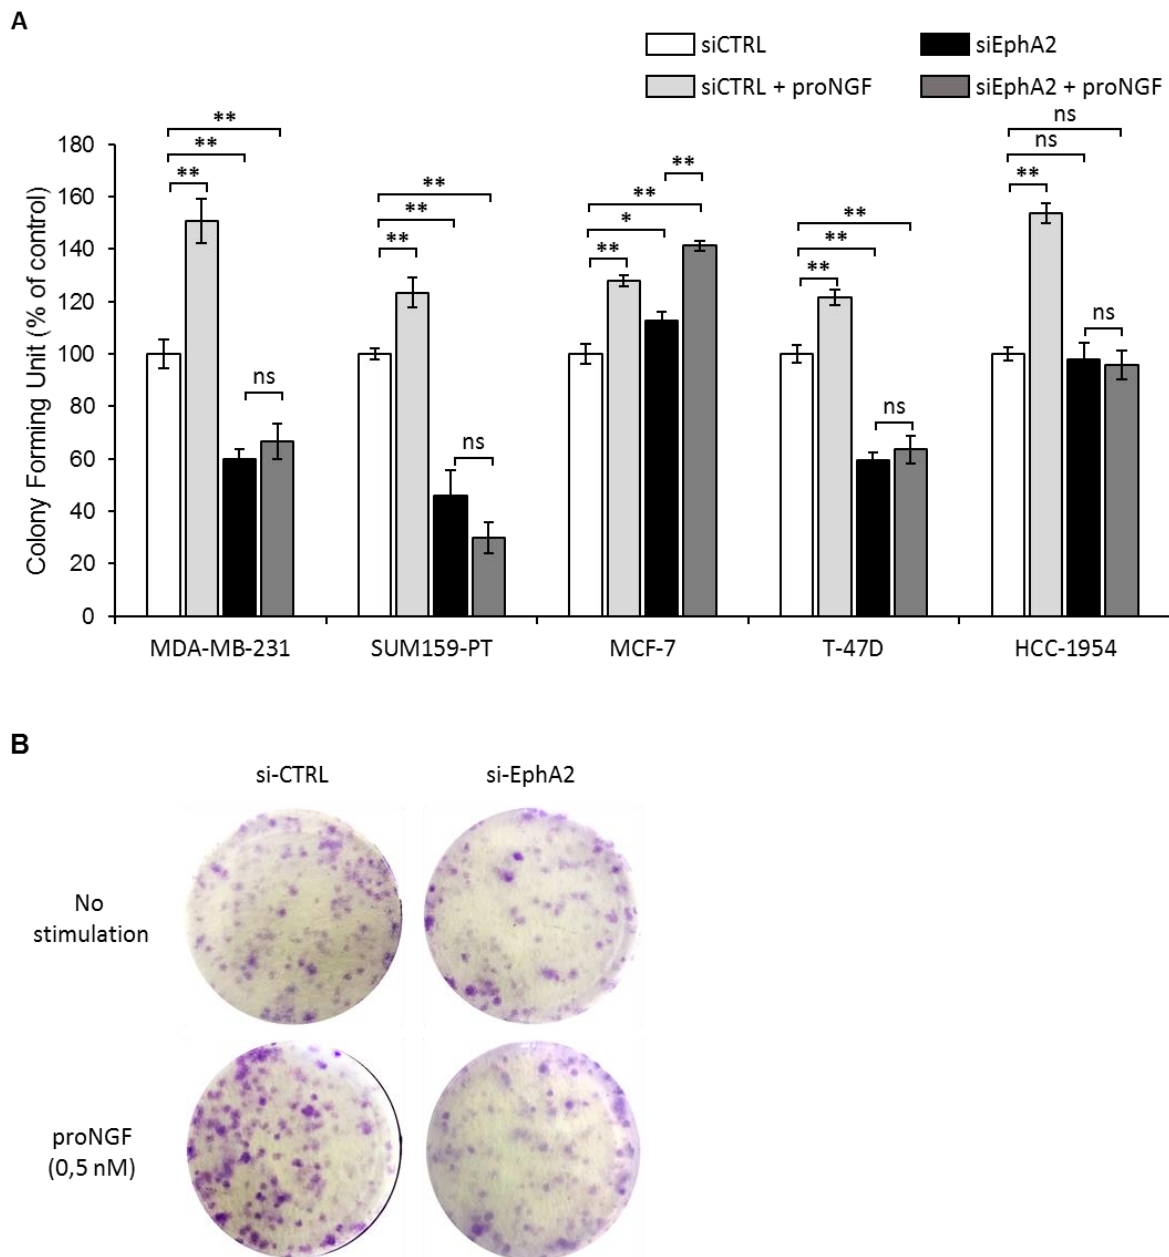 A
siCTRL
siEphA2
siCTRL + proNGF
siEphA2 + proNGF
Colony Forming Unit (% of control)
180
160
140
120
100
80
60
40
20
0
** ** ** ns
** ** ** ns
** ** * ** **
** ** ** ns
ns ns ** ns
MDA-MB-231
SUM159-PT
MCF-7
T-47D
HCC-1954
B
si-CTRL
si-EphA2
No
stimulation
proNGF
(0,5 nM)